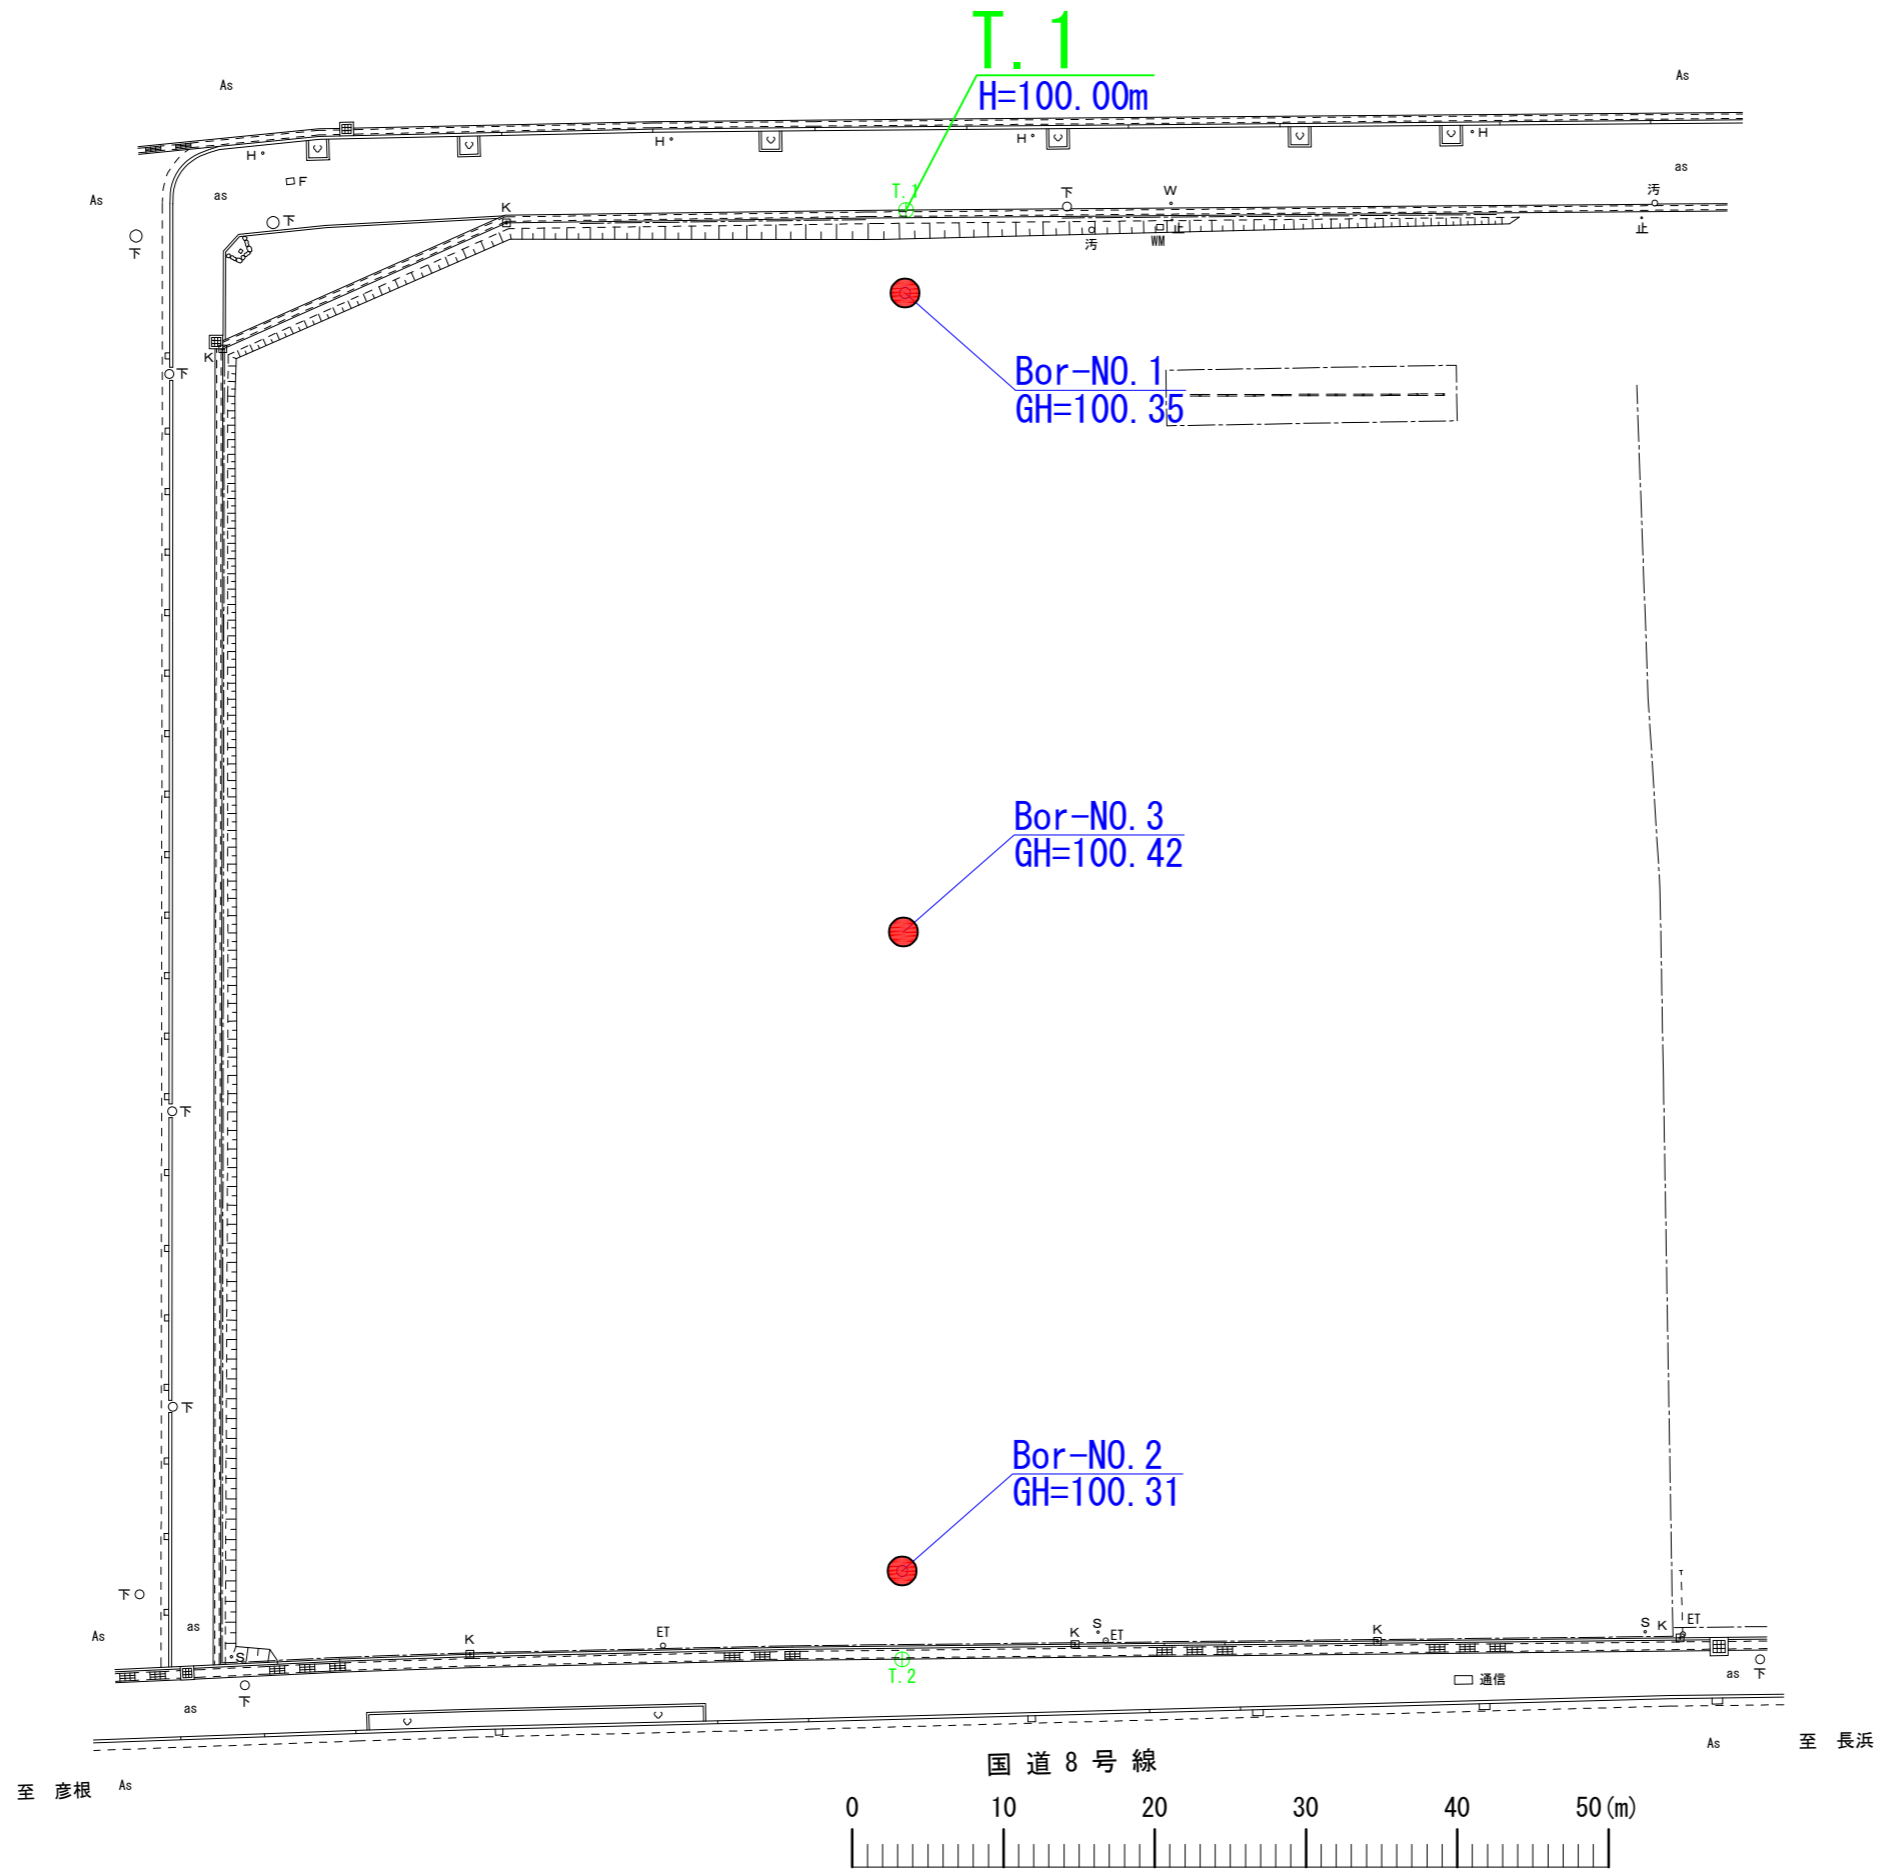 T. 1
H=100.00m
As
As
H
H
H
H
F
as
as
As
下
下
K
T. 1
下
W
汚
汚
WM
止
止
K
下
Bor-NO. 1
GH=100. 35
Bor-NO. 3
GH=100. 42
下
下
Bor-NO. 2
GH=100. 31
下
As
as
K
ET
K
S
ET
K
S
K
ET
S
下
T. 2
通信
as
下
as
As
至 長浜
国 道 8 号 線
至 彦根
As
0 10 20 30 40 50(m)